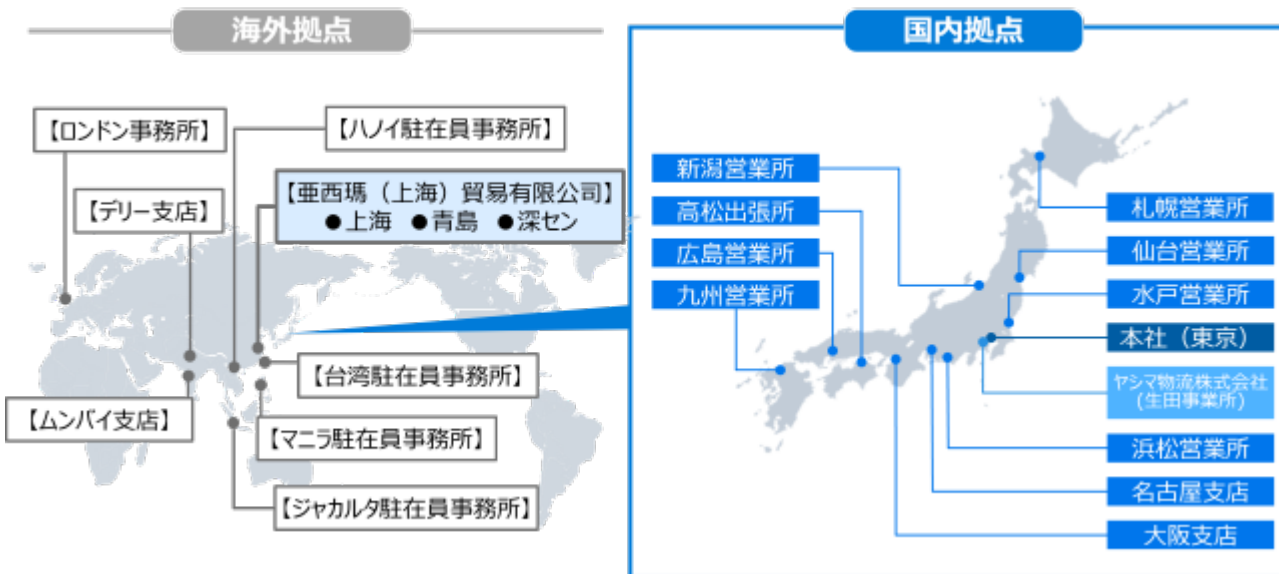 海外拠点
【ロンドン事務所】
【ハノイ駐在員事務所】
【デリー支店】
【亜西瑪（上海）貿易有限公司】
●上海 ●青島 ●深セン
【台湾駐在員事務所】
【ムンバイ支店】
【マニラ駐在員事務所】
【ジャカルタ駐在員事務所】
国内拠点
新潟営業所
高松出張所
広島営業所
九州営業所
札幌営業所
仙台営業所
水戸営業所
本社（東京）
ヤシマ物流株式会社
(生田事業所)
浜松営業所
名古屋支店
大阪支店